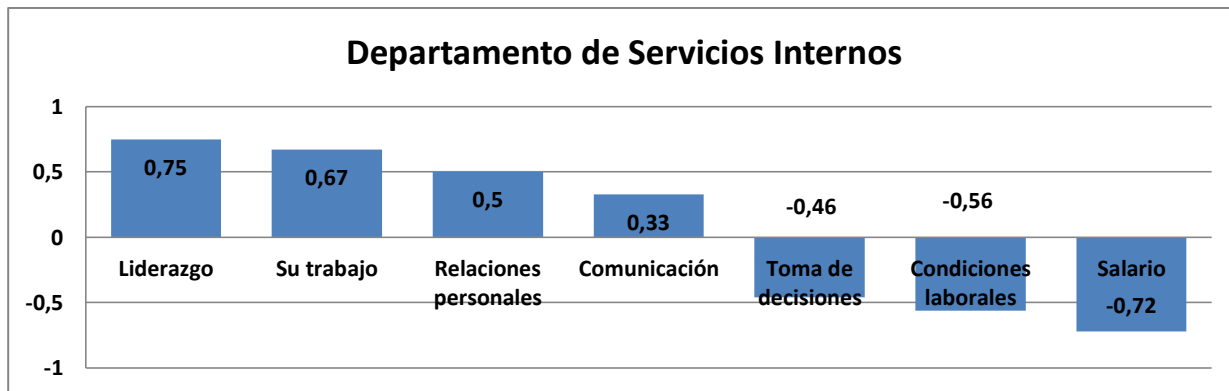 Departamento de Servicios Internos
1
0,5
0
-0,5
-1
0,75
0,67
0,5
0,33
-0,46
-0,56
-0,72
Liderazgo
Su trabajo
Relaciones
personales
Comunicación
Toma de
decisiones
Condiciones
laborales
Salario